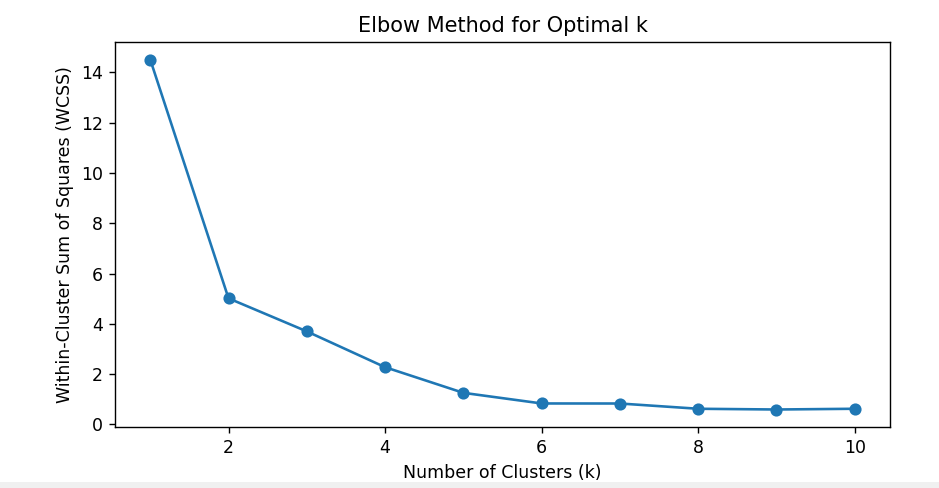 Elbow Method for Optimal k
Within-Cluster Sum of Squares (WCSS)
14
12
10
8
6
4
2
0
2 4 6 8 10
Number of Clusters (k)